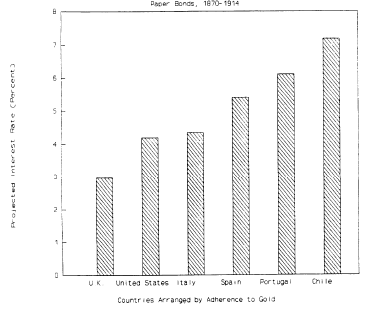 Paper Bonds, 1870-1914
Projected Interest Rate (Percent)
8
7
6
5
4
3
2
1
0
U.K. United States Italy Spain Portugal Chile
Countries Arranged by Adherence to Gold